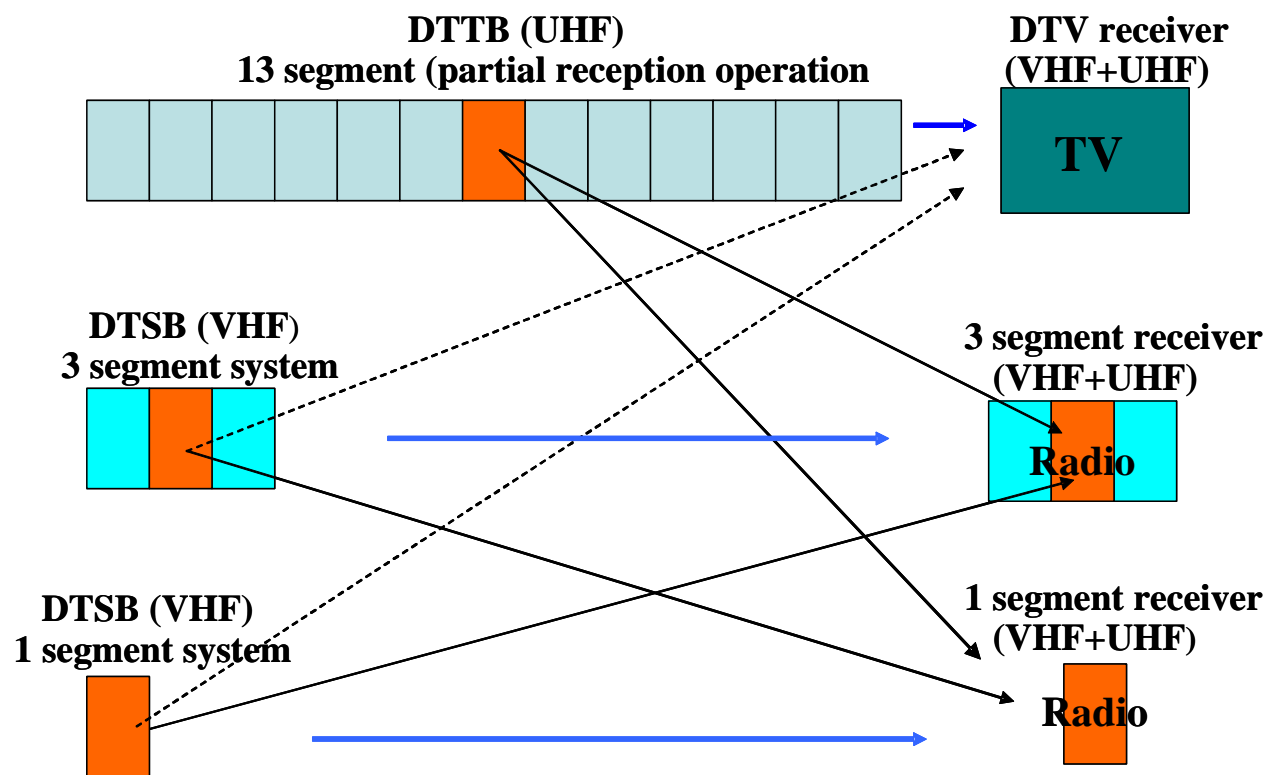 DTTB (UHF)
13 segment (partial reception operation
DTV receiver
(VHF+UHF)
TV
DTSB (VHF)
3 segment system
3 segment receiver
(VHF+UHF)
Radio
DTSB (VHF)
1 segment system
1 segment receiver
(VHF+UHF)
Radio